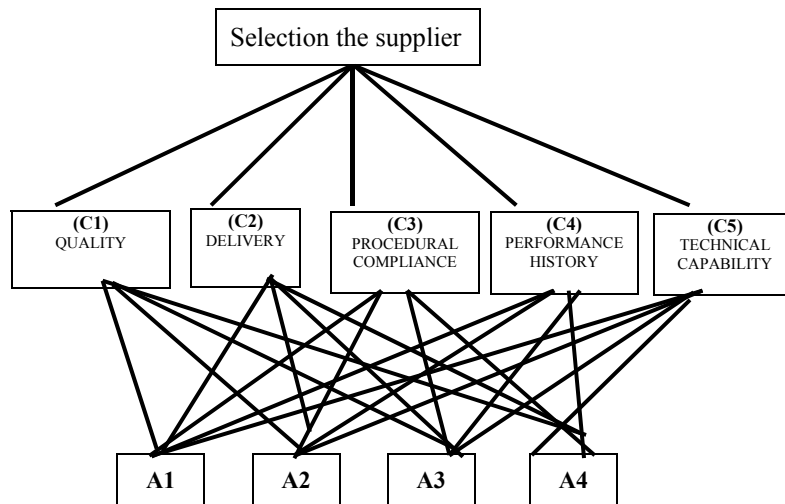 Selection the supplier
(C1)
QUALITY
(C2)
DELIVERY
(C3)
PROCEDURAL
COMPLIANCE
(C4)
PERFORMANCE
HISTORY
(C5)
TECHNICAL
CAPABILITY
A1
A2
A3
A4